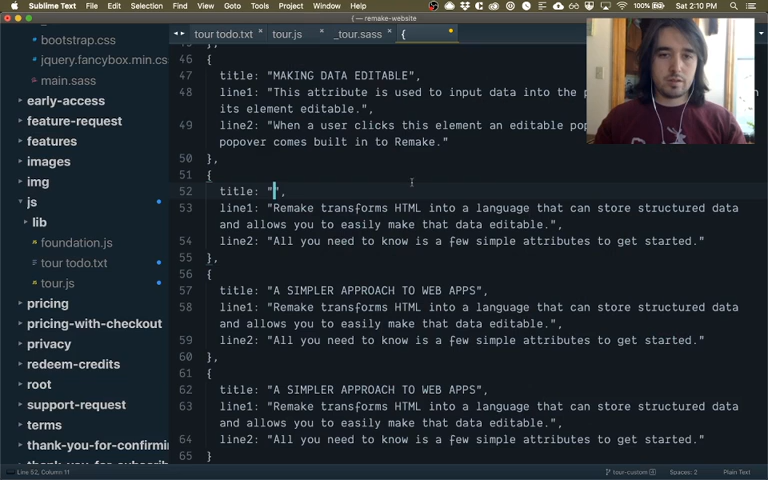 Sublime Text File Edit Selection Find View Goto Tools Project Window Help 100% Sat 2:10 PM
{ — remake-website
tour todo.txt × tour.js × _tour.sass × {
bootstrap.css
jquery.fancybox.min.css
main.sass
early-access
feature-request
features
images
img
js
lib
foundation.js
tour todo.txt
tour.js
pricing
pricing-with-checkout
privacy
redeem-credits
root
support-request
terms
thank-you-for-confirmi
45 },
46 {
47 title: "MAKING DATA EDITABLE",
48 line1: "This attribute is used to input data into the p
its element editable.",
49 line2: "When a user clicks this element an editable pop
popover comes built in to Remake."
50 },
51 {
52 title: "",
53 line1: "Remake transforms HTML into a language that can store structured data
and allows you to easily make that data editable.",
54 line2: "All you need to know is a few simple attributes to get started."
55 },
56 {
57 title: "A SIMPLER APPROACH TO WEB APPS",
58 line1: "Remake transforms HTML into a language that can store structured data
and allows you to easily make that data editable.",
59 line2: "All you need to know is a few simple attributes to get started."
60 },
61 {
62 title: "A SIMPLER APPROACH TO WEB APPS",
63 line1: "Remake transforms HTML into a language that can store structured data
and allows you to easily make that data editable.",
64 line2: "All you need to know is a few simple attributes to get started."
65 }
Line 52, Column 11 tour-custom Spaces: 2 Plain Text